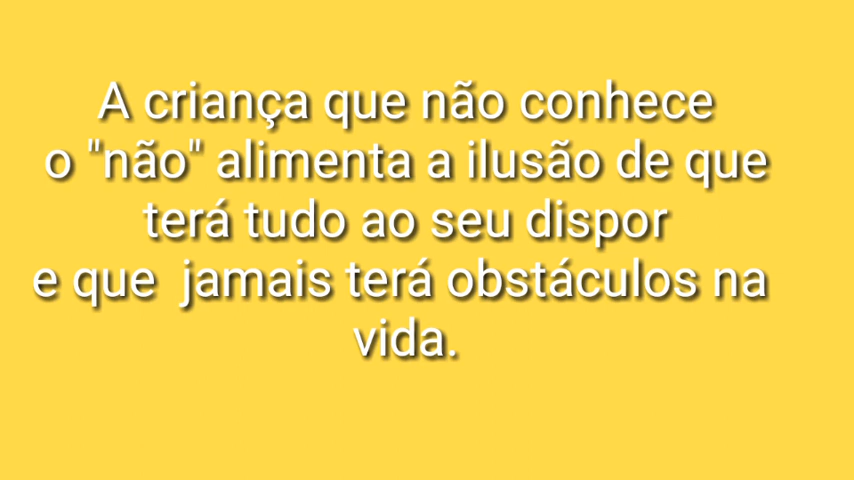 A criança que não conhece
o "não" alimenta a ilusão de que
terá tudo ao seu dispor
e que  jamais terá obstáculos na
vida.